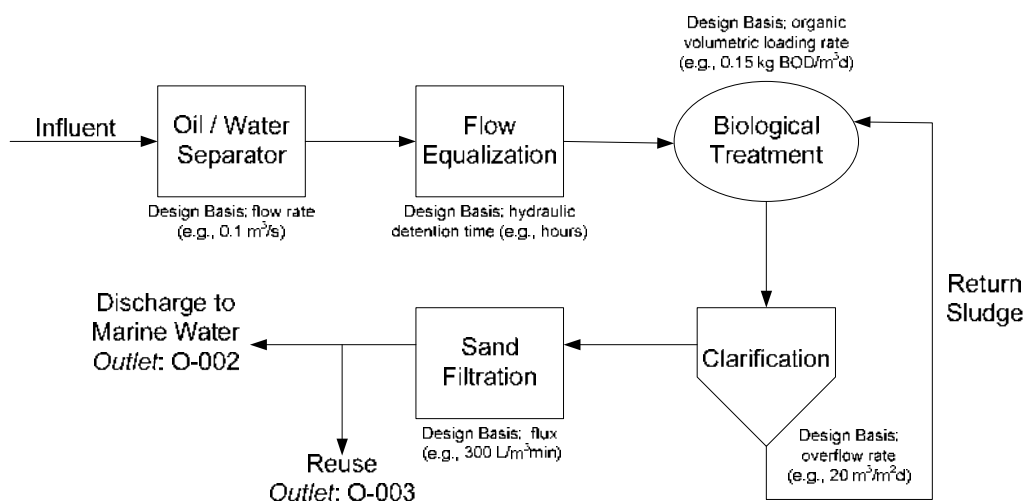 Influent
Oil / Water
Separator
Design Basis; flow rate
(e.g., 0.1 m³/s)
Flow
Equalization
Design Basis; hydraulic
detention time (e.g., hours)
Design Basis; organic
volumetric loading rate
(e.g., 0.15 kg BOD/m³d)
Biological
Treatment
Return
Sludge
Clarification
Design Basis;
overflow rate
(e.g., 20 m³/m²d)
Sand
Filtration
Design Basis; flux
(e.g., 300 L/m³min)
Discharge to
Marine Water
Outlet: O-002
Reuse
Outlet: O-003